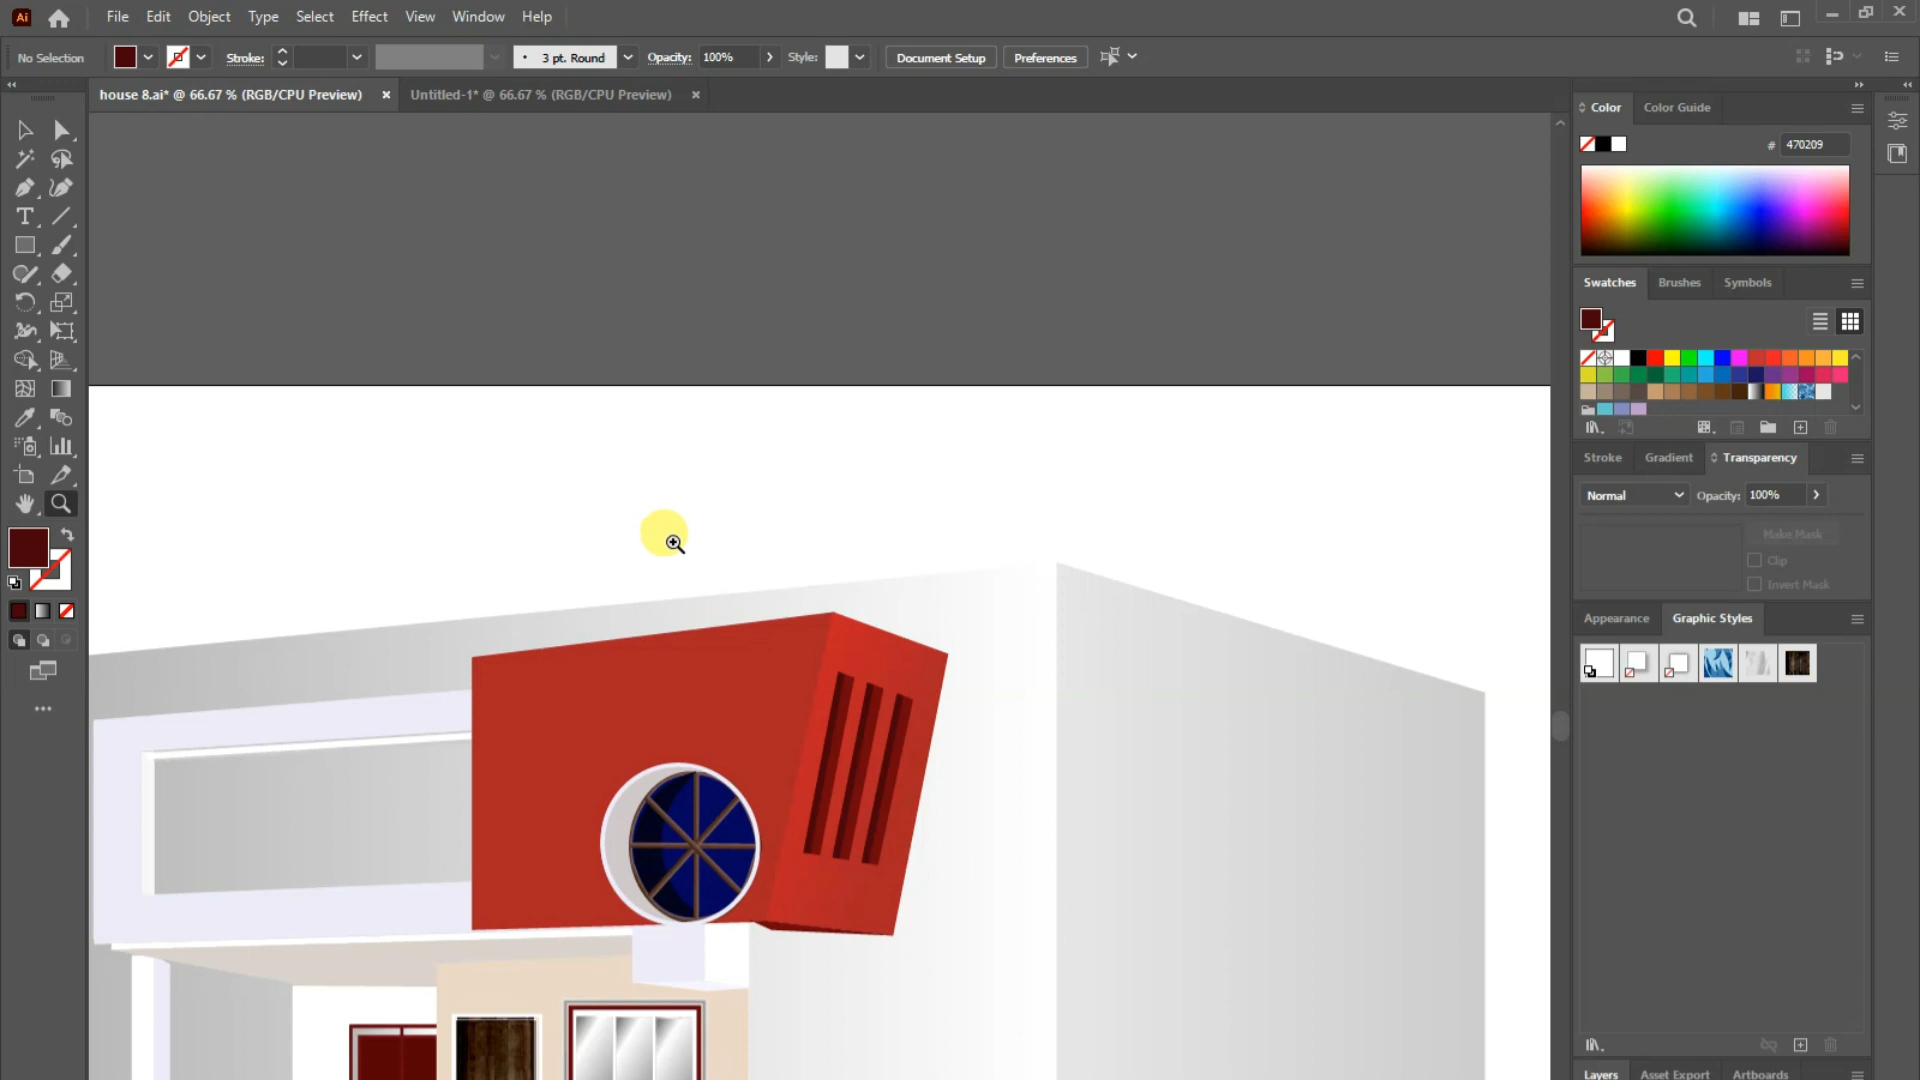 Ai
File Edit Object Type Select Effect View Window Help
No Selection
Stroke:
3 pt. Round
Opacity: 100%
Style:
Document Setup
Preferences
house 8.ai* @ 66.67 % (RGB/CPU Preview)
Untitled-1* @ 66.67 % (RGB/CPU Preview)
Color
Color Guide
# 470209
Swatches
Brushes
Symbols
Stroke
Gradient
Transparency
Normal
Opacity: 100%
Make Mask
Clip
Invert Mask
Appearance
Graphic Styles
Layers
Asset Export
Artboards